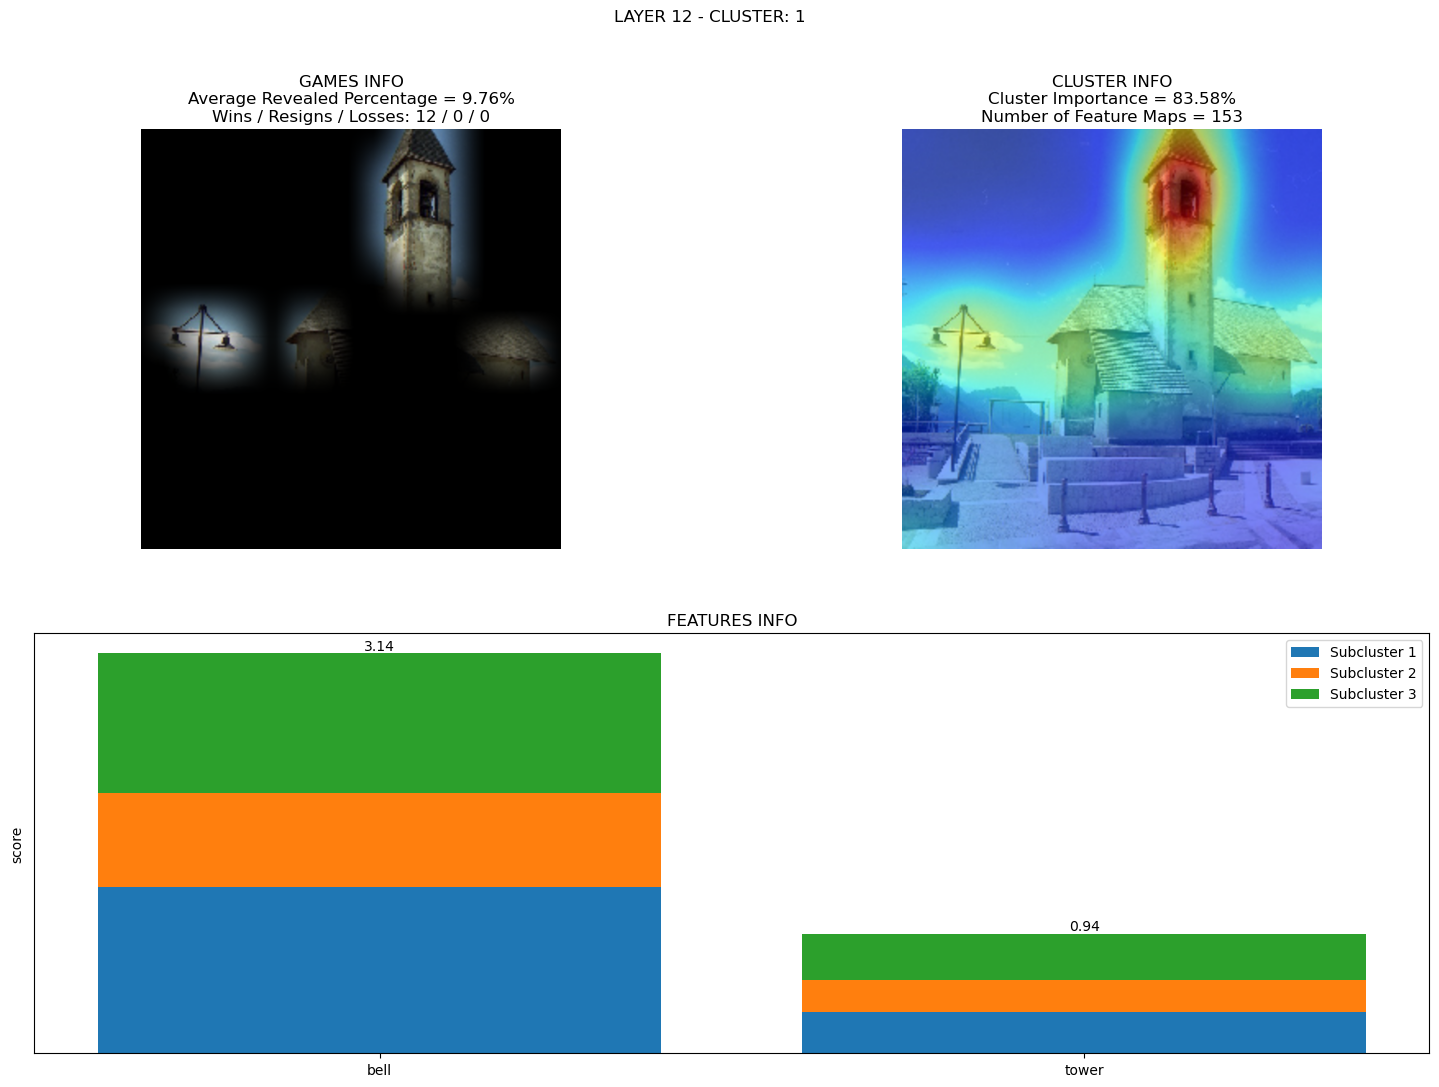 LAYER 12 - CLUSTER: 1
GAMES INFO
Average Revealed Percentage = 9.76%
Wins / Resigns / Losses: 12 / 0 / 0
CLUSTER INFO
Cluster Importance = 83.58%
Number of Feature Maps = 153
FEATURES INFO
3.14
0.94
Subcluster 1
Subcluster 2
Subcluster 3
score
bell
tower